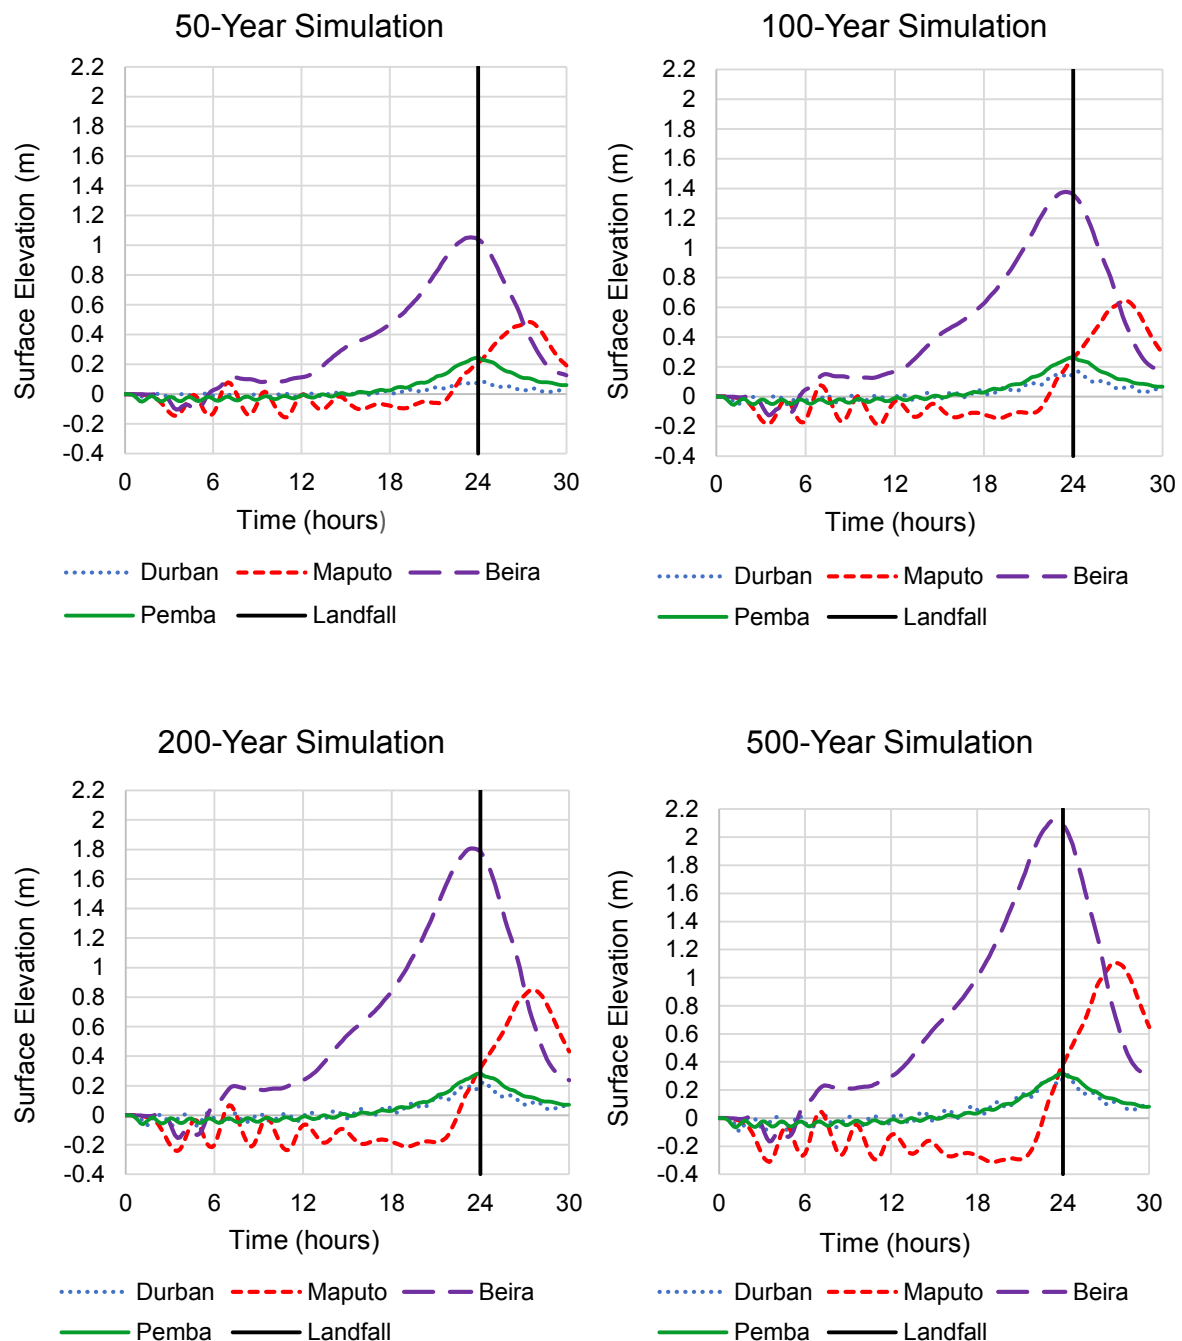 50-Year Simulation
2.2
2
1.8
1.6
1.4
1.2
1
0.8
0.6
0.4
0.2
0
-0.2
-0.4
Surface Elevation (m)
0 6 12 18 24 30
Time (hours)
Durban Maputo Beira
Pemba Landfall
100-Year Simulation
2.2
2
1.8
1.6
1.4
1.2
1
0.8
0.6
0.4
0.2
0
-0.2
-0.4
Surface Elevation (m)
0 6 12 18 24 30
Time (hours)
Durban Maputo Beira
Pemba Landfall
200-Year Simulation
2.2
2
1.8
1.6
1.4
1.2
1
0.8
0.6
0.4
0.2
0
-0.2
-0.4
Surface Elevation (m)
0 6 12 18 24 30
Time (hours)
Durban Maputo Beira
Pemba Landfall
500-Year Simulation
2.2
2
1.8
1.6
1.4
1.2
1
0.8
0.6
0.4
0.2
0
-0.2
-0.4
Surface Elevation (m)
0 6 12 18 24 30
Time (hours)
Durban Maputo Beira
Pemba Landfall